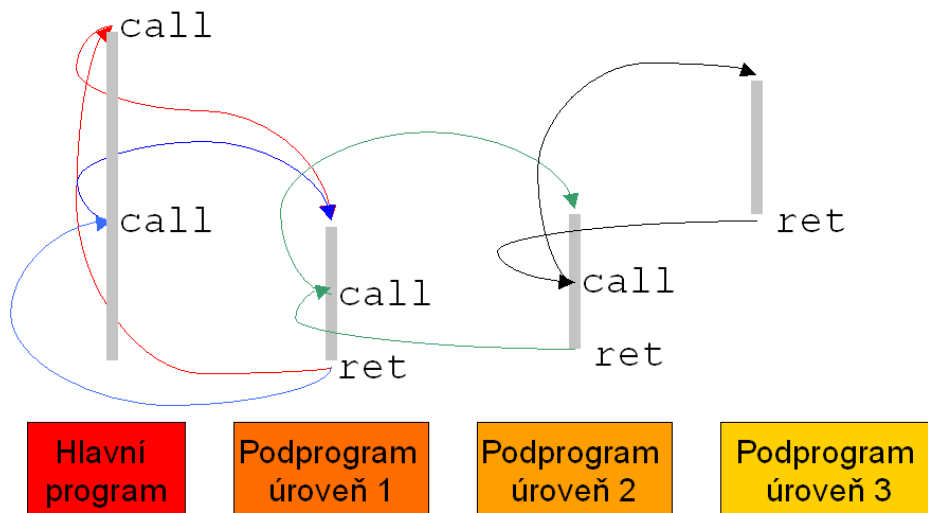 call
call
ret
call
call
ret
ret
Hlavní
program
Podprogram
úroveň 1
Podprogram
úroveň 2
Podprogram
úroveň 3